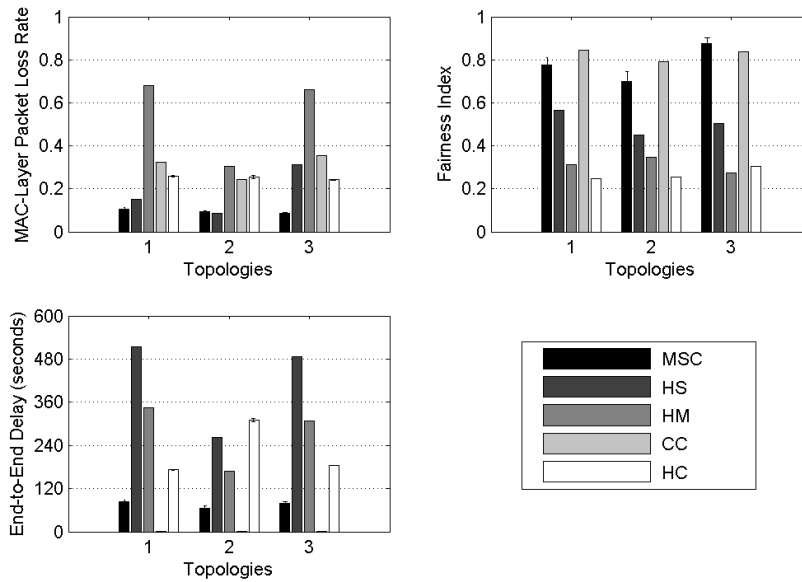 MAC-Layer Packet Loss Rate
1
0.8
0.6
0.4
0.2
0
1 2 3
Topologies
Fairness Index
1
0.8
0.6
0.4
0.2
0
1 2 3
Topologies
End-to-End Delay (seconds)
600
480
360
240
120
0
1 2 3
Topologies
MSC
HS
HM
CC
HC